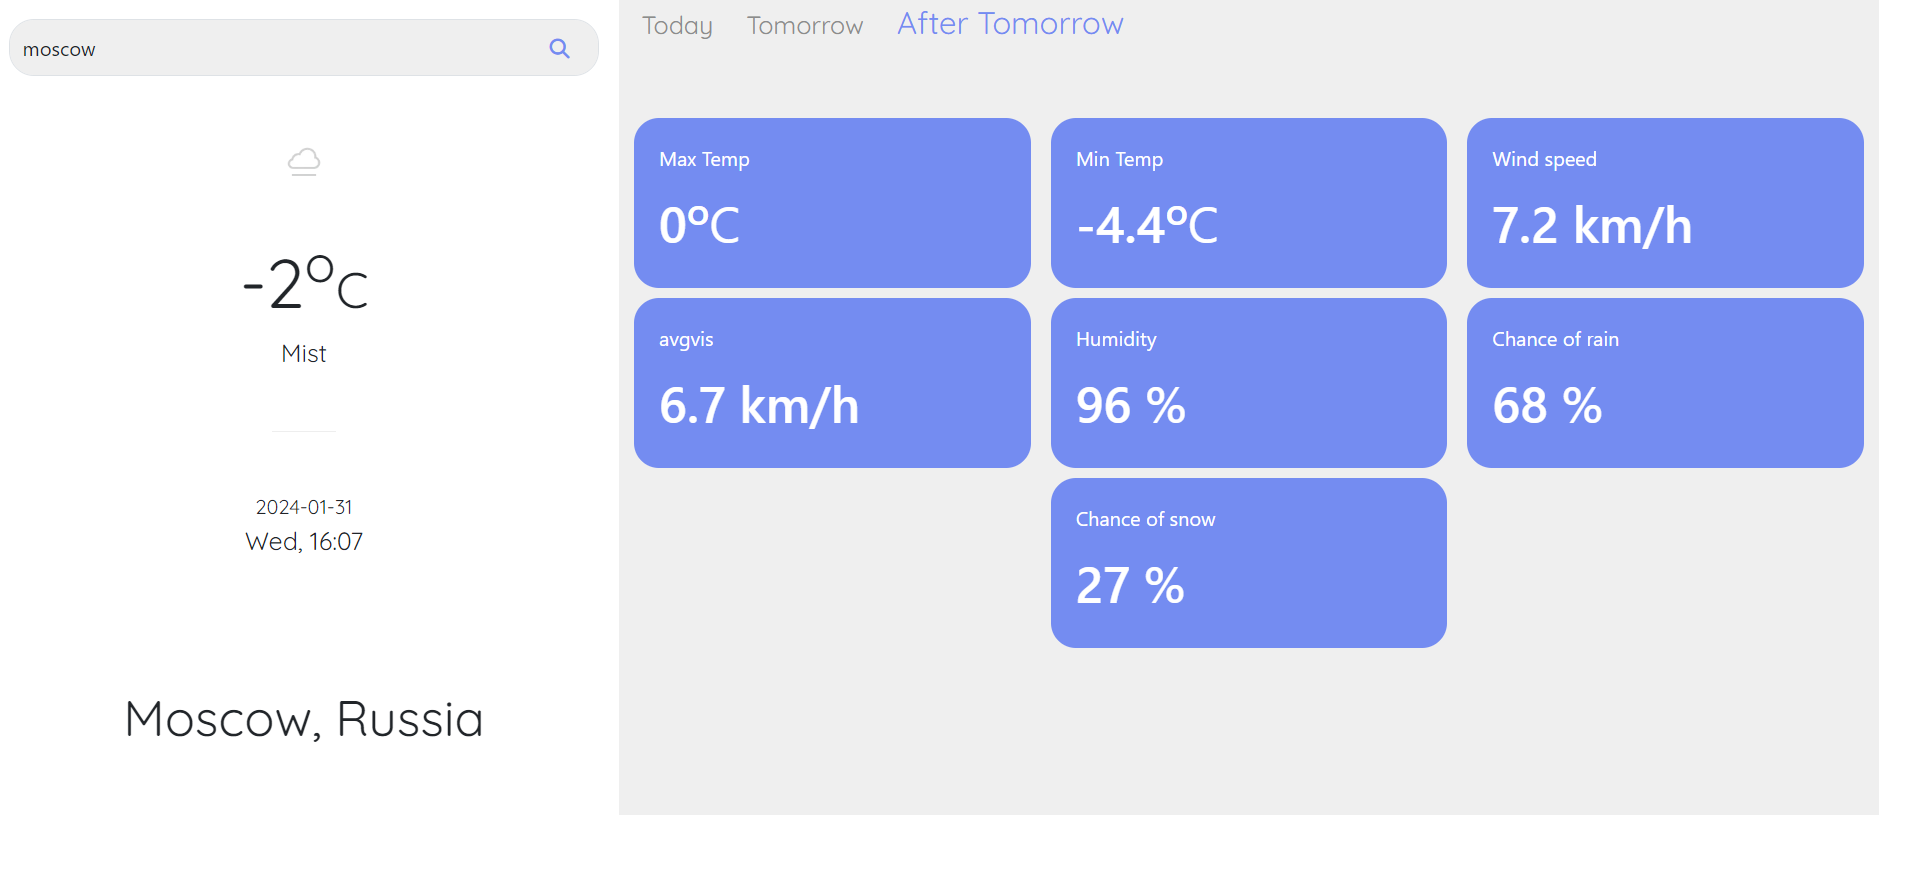 moscow
-2°C
Mist
2024-01-31
Wed, 16:07
Moscow, Russia
Today Tomorrow After Tomorrow
Max Temp
0°C
Min Temp
-4.4°C
Wind speed
7.2 km/h
avgvis
6.7 km/h
Humidity
96 %
Chance of rain
68 %
Chance of snow
27 %